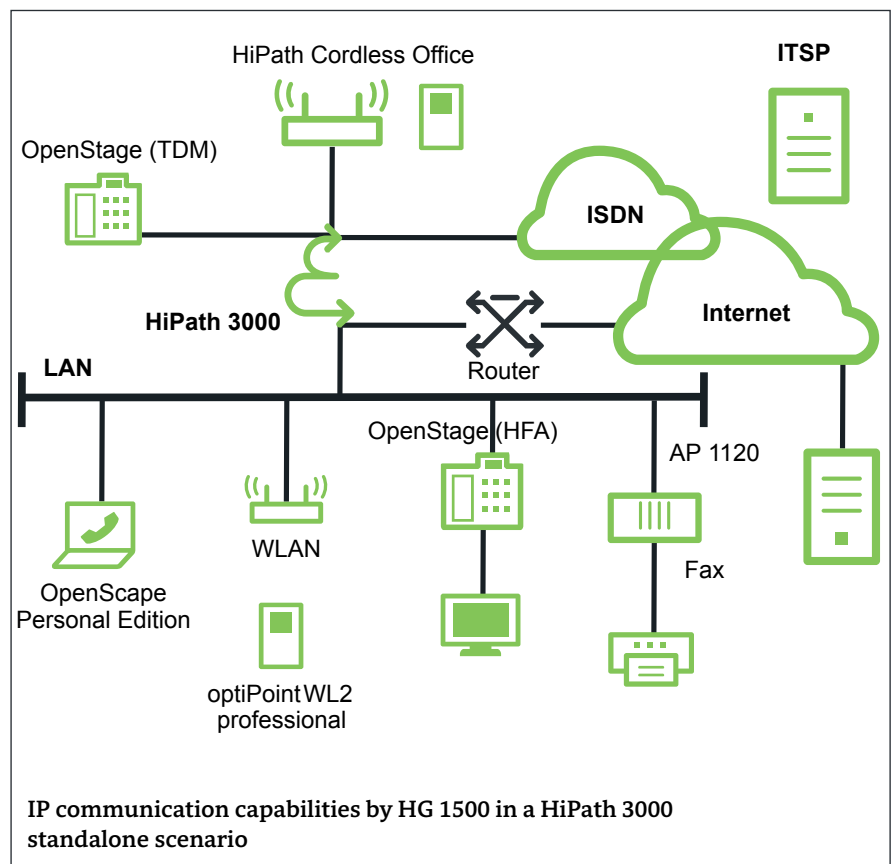 HiPath Cordless Office
ITSP
OpenStage (TDM)
ISDN
HiPath 3000
Internet
Router
LAN
OpenStage (HFA)
AP 1120
WLAN
Fax
OpenScape
Personal Edition
optiPoint WL2
professional
IP communication capabilities by HG 1500 in a HiPath 3000
standalone scenario